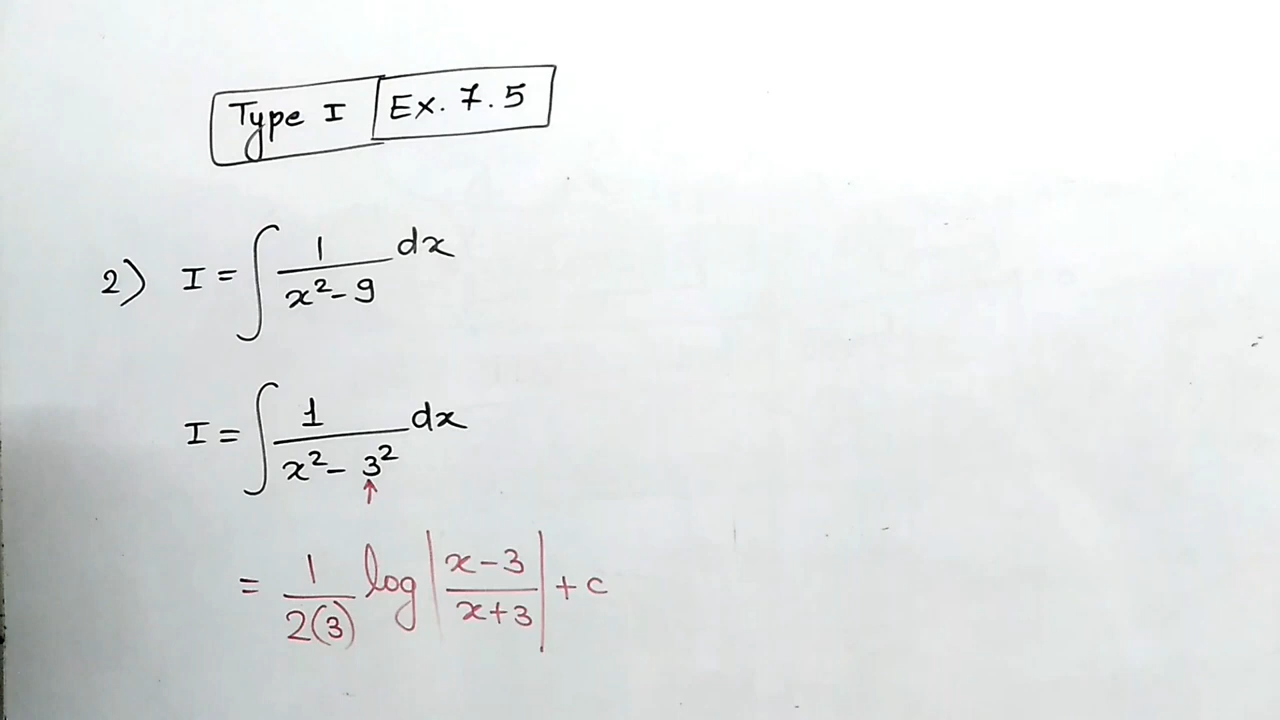 Type I | Ex. 7.5
2) I = ∫ 1/(x² - 9) dx
I = ∫ 1/(x² - 3²) dx
↑
= 1/(2(3)) log |(x-3)/(x+3)| + c